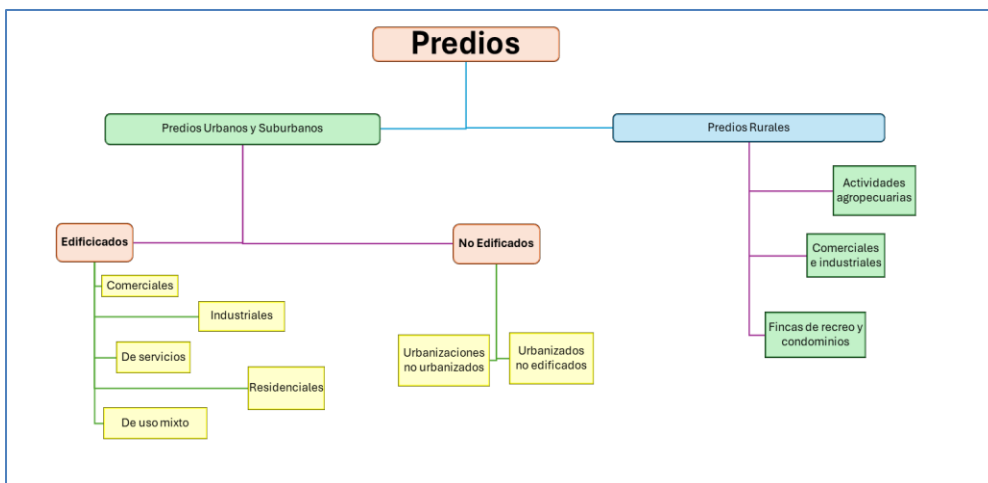 Predios
Predios Urbanos y Suburbanos
Predios Rurales
Actividades
agropecuarias
Comerciales
e industriales
Fincas de recreo y
condominios
Edificicados
No Edificados
Comerciales
Industriales
De servicios
Residenciales
De uso mixto
Urbanizaciones
no urbanizados
Urbanizados
no edificados